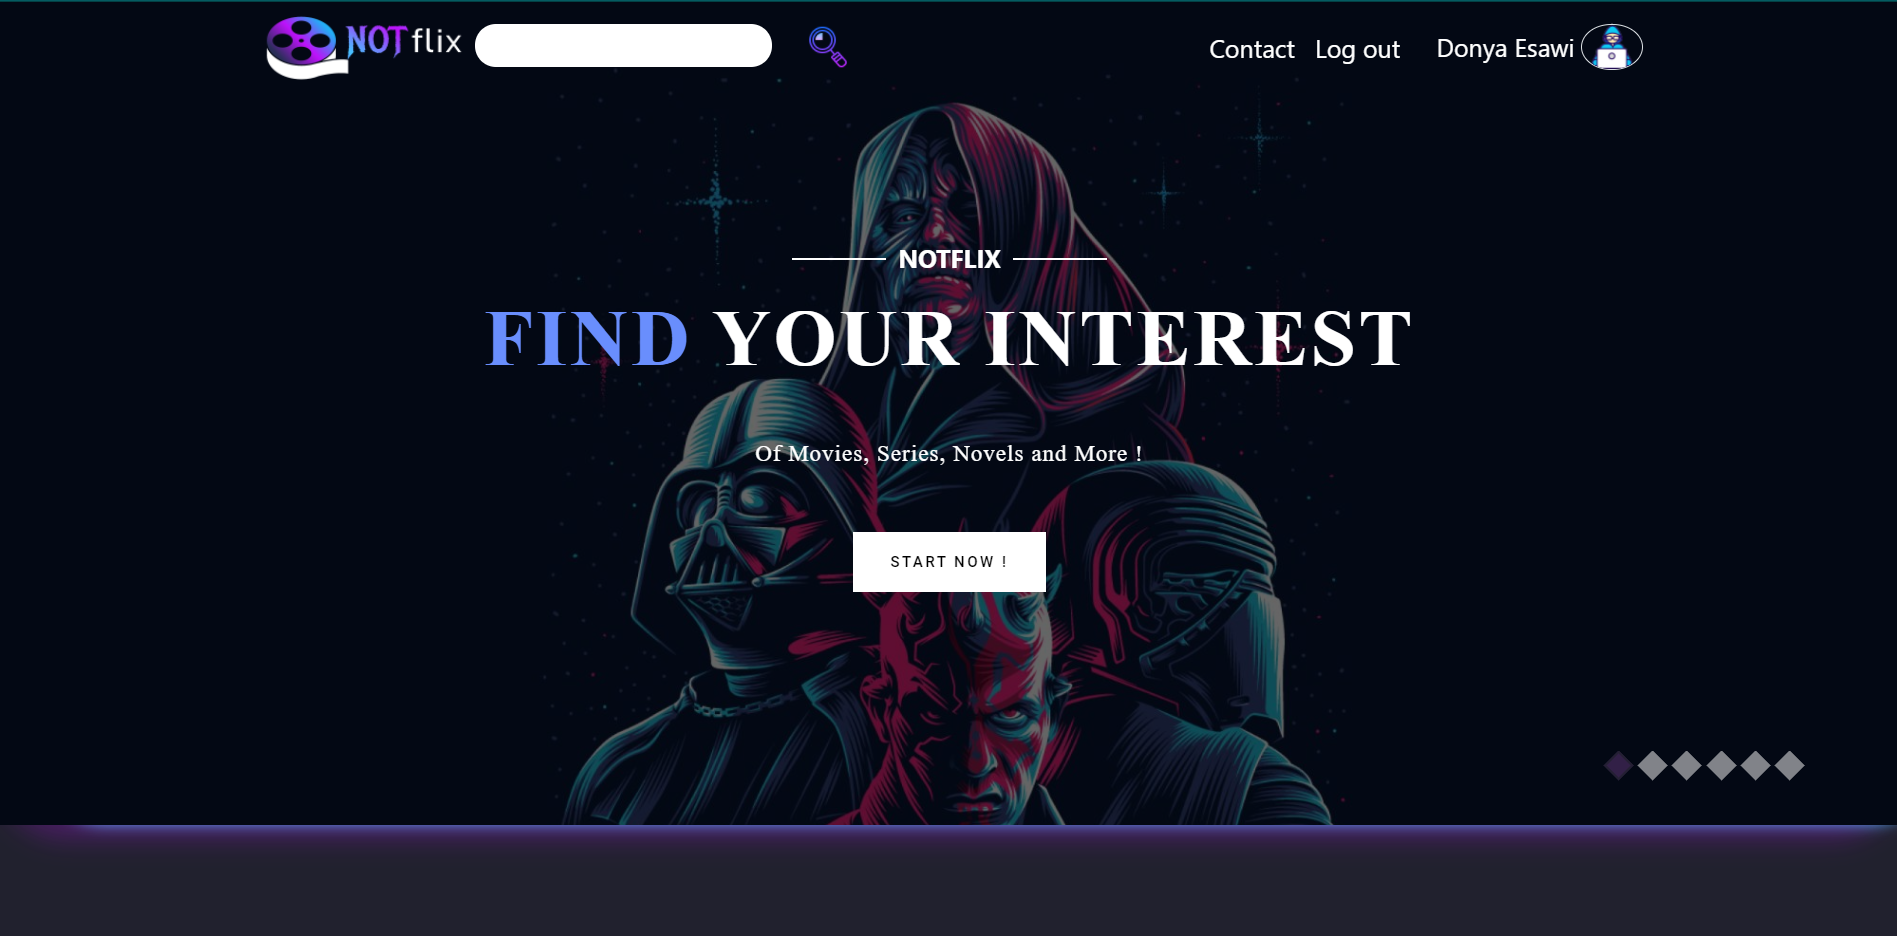 NOTflix
Contact Log out Donya Esawi
NOTFLIX
FIND YOUR INTEREST
Of Movies, Series, Novels and More !
START NOW !